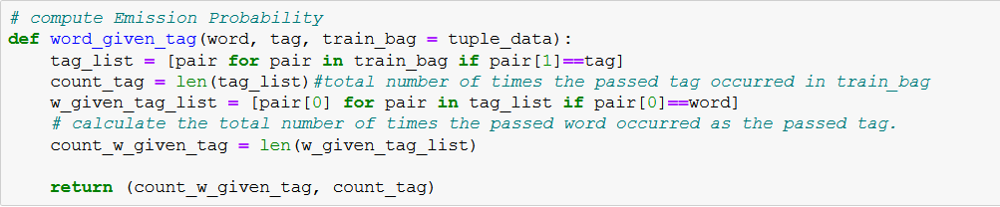 # compute Emission Probability
def word_given_tag(word, tag, train_bag = tuple_data):
    tag_list = [pair for pair in train_bag if pair[1]==tag]
    count_tag = len(tag_list)#total number of times the passed tag occurred in train_bag
    w_given_tag_list = [pair[0] for pair in tag_list if pair[0]==word]
    # calculate the total number of times the passed word occurred as the passed tag.
    count_w_given_tag = len(w_given_tag_list)
    return (count_w_given_tag, count_tag)